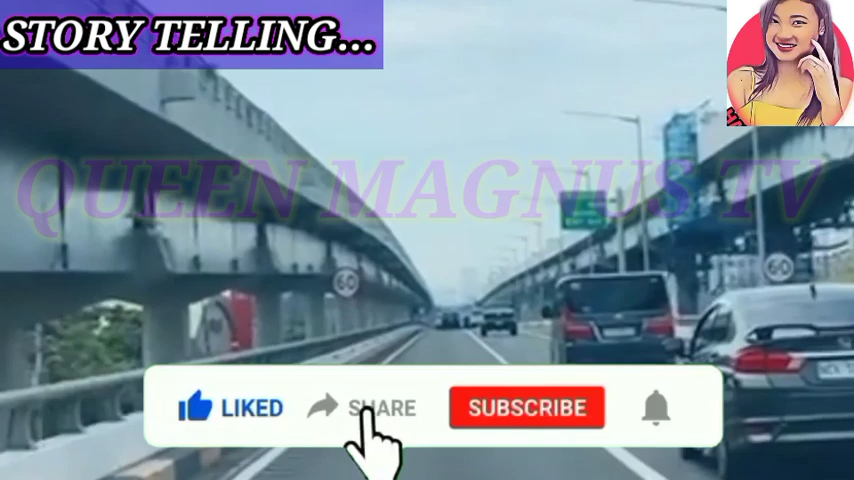 STORY TELLING...
QUEEN MAGNUS TV
60
60
LIKED
SHARE
SUBSCRIBE